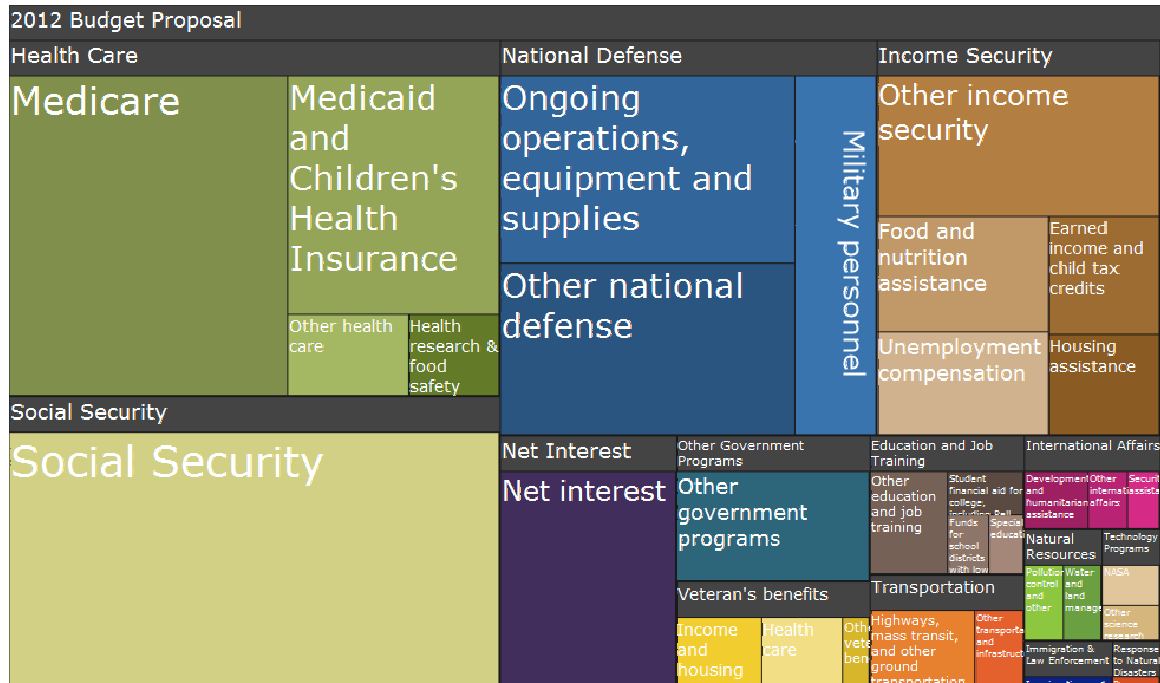 2012 Budget Proposal
Health Care
Medicare
Medicaid
and
Children's
Health
Insurance
Other health
care
Health
research &
food
safety
Social Security
Social Security
National Defense
Ongoing
operations,
equipment and
supplies
Other national
defense
Military personnel
Income Security
Other income
security
Food and
nutrition
assistance
Earned
income and
child tax
credits
Unemployment
compensation
Housing
assistance
Net Interest
Net interest
Other Government
Programs
Other
government
programs
Veteran's benefits
Income
and
housing
Health
care
Education and Job
Training
Other
education
and job
training
Student
financial aid for
college,
Funds
for
school
districts
with low
Special
Transportation
Highways,
mass transit,
and other
ground
transportation
Other
and
International Affairs
Development
and
humanitarian
assistance
Other
affairs
Natural
Resources
Pollution
control
and
other
Water
and
land
Technology
Programs
NASA
Other
science
research
Immigration &
Law Enforcement
Response
to Natural
Disasters